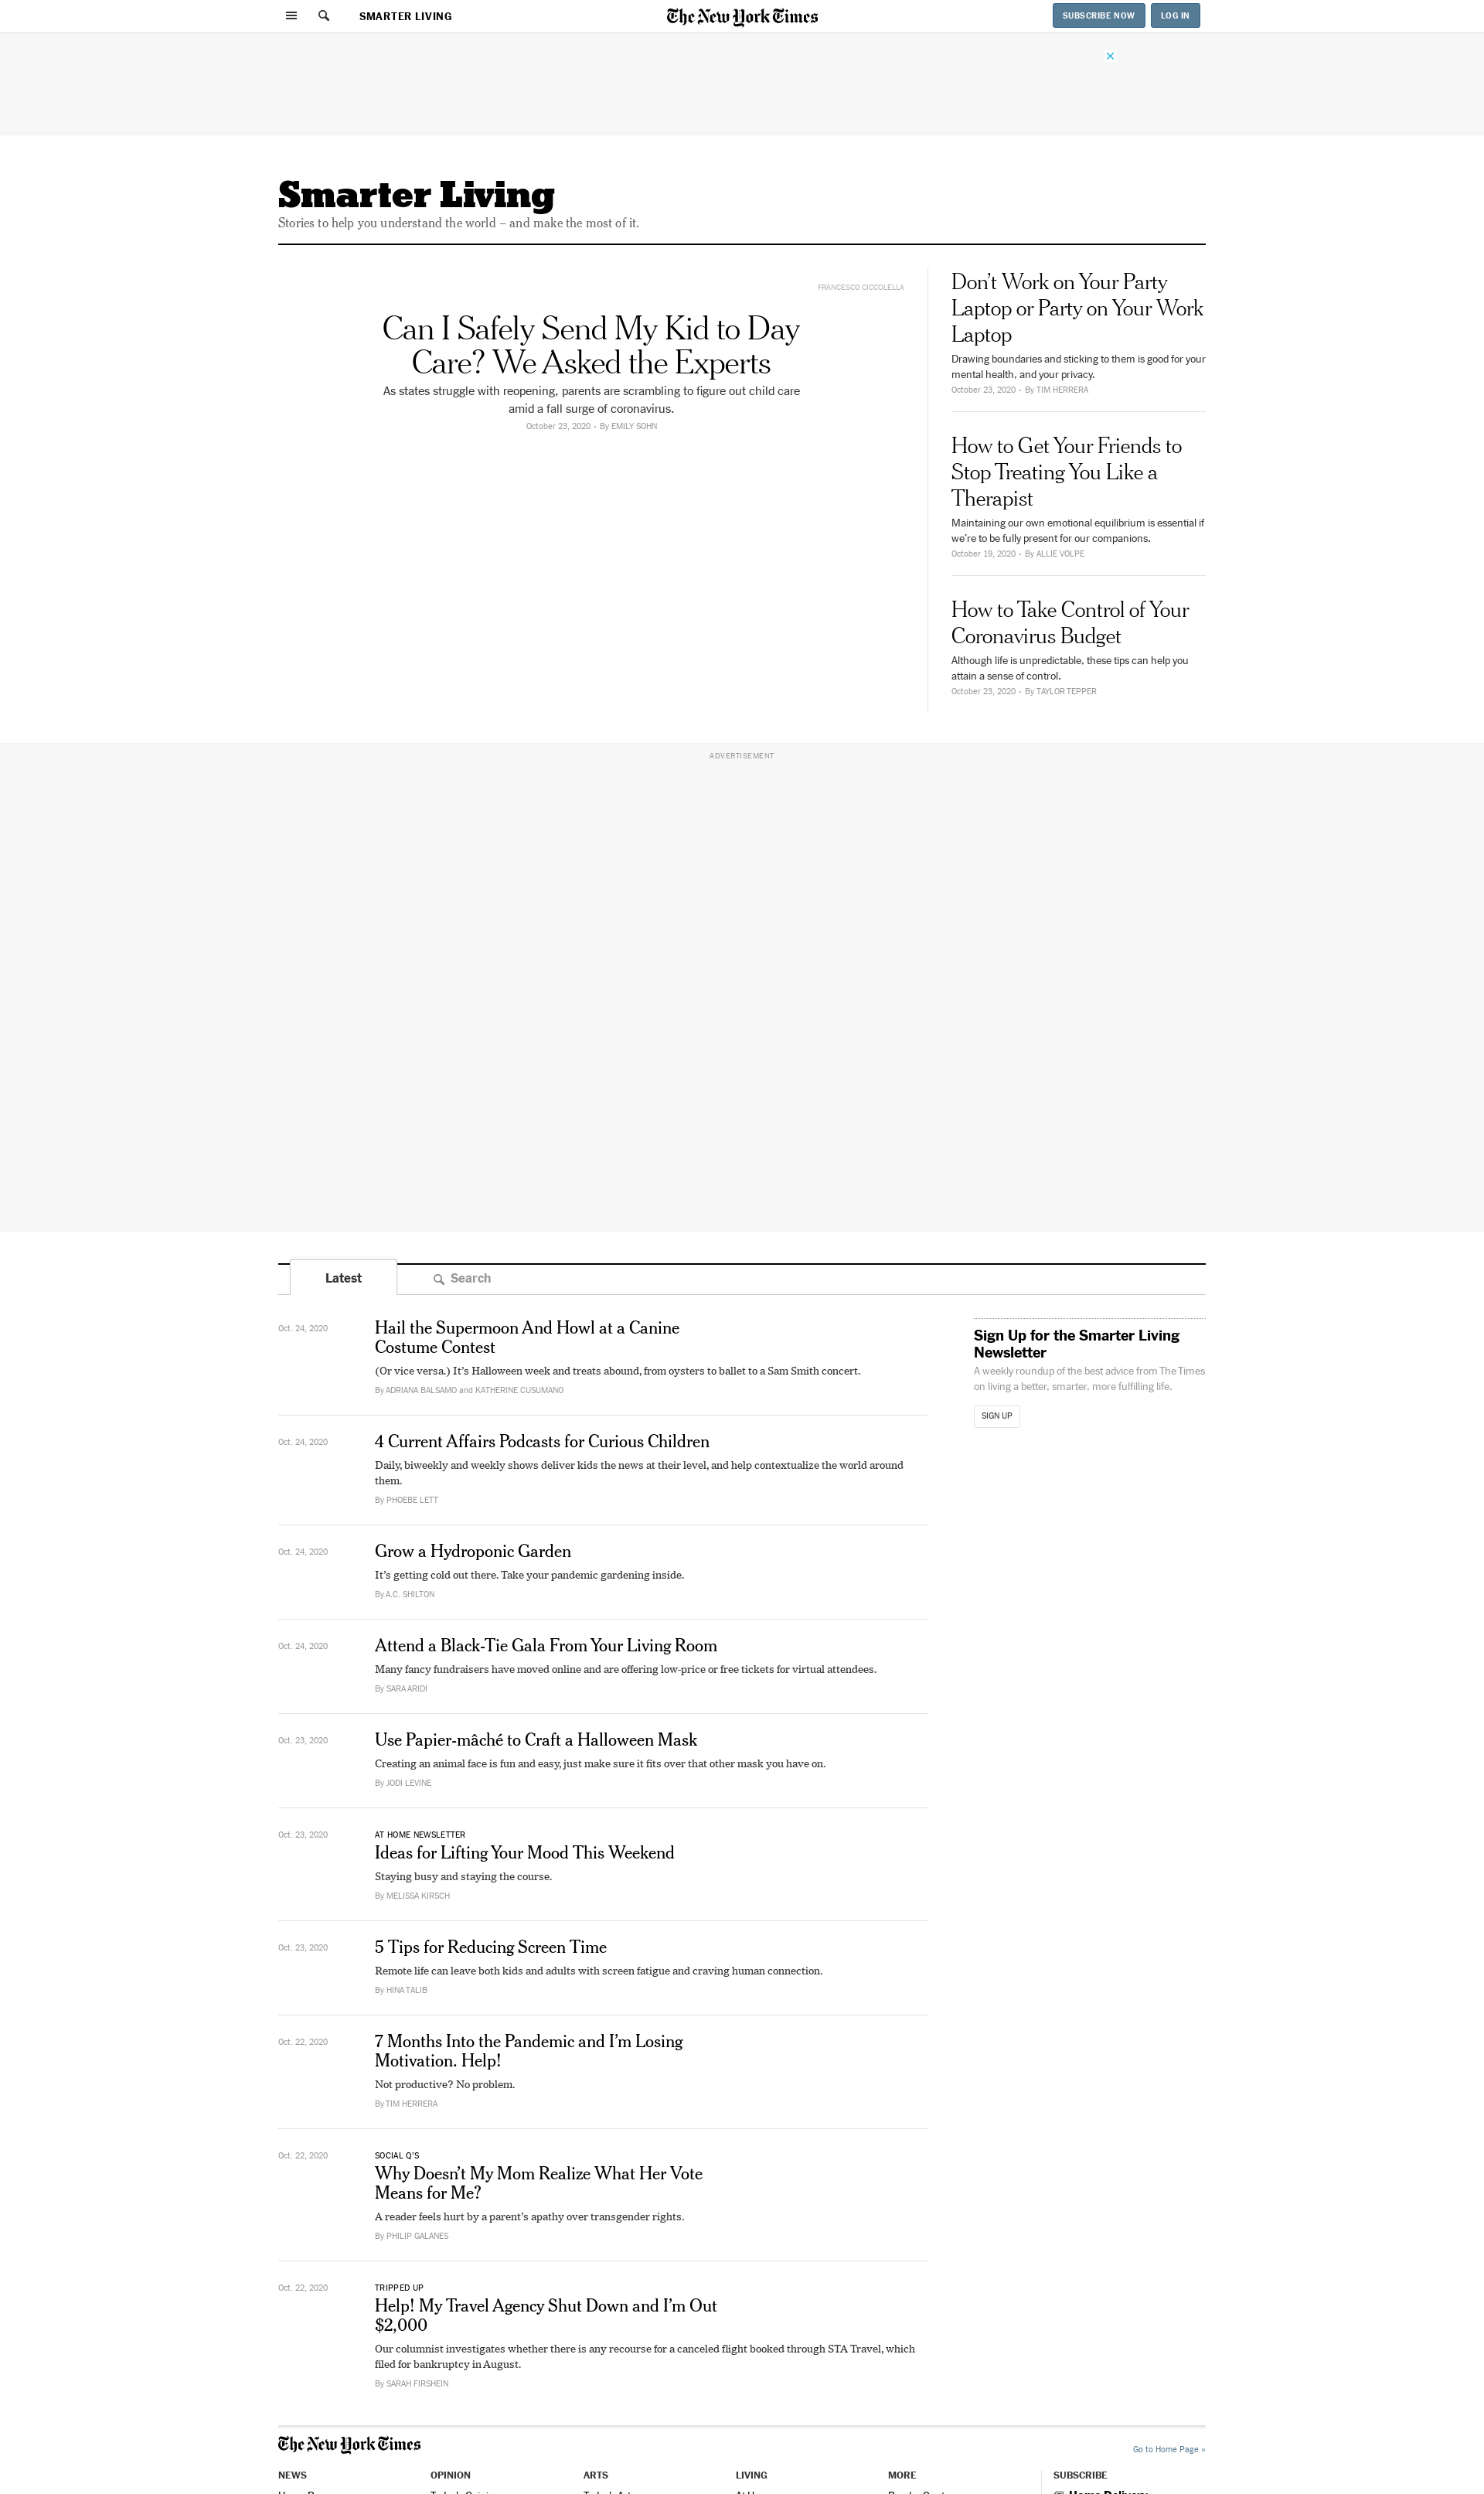 SMARTER LIVING
The New York Times
SUBSCRIBE NOW
LOG IN
Smarter Living
Stories to help you understand the world – and make the most of it.
FRANCESCO CICCOLELLA
Can I Safely Send My Kid to Day
Care? We Asked the Experts
As states struggle with reopening, parents are scrambling to figure out child care
amid a fall surge of coronavirus.
October 23, 2020 • By EMILY SOHN
Don’t Work on Your Party
Laptop or Party on Your Work
Laptop
Drawing boundaries and sticking to them is good for your
mental health, and your privacy.
October 23, 2020 • By TIM HERRERA
How to Get Your Friends to
Stop Treating You Like a
Therapist
Maintaining our own emotional equilibrium is essential if
we’re to be fully present for our companions.
October 19, 2020 • By ALLIE VOLPE
How to Take Control of Your
Coronavirus Budget
Although life is unpredictable, these tips can help you
attain a sense of control.
October 23, 2020 • By TAYLOR TEPPER
ADVERTISEMENT
Latest
Search
Oct. 24, 2020
Hail the Supermoon And Howl at a Canine
Costume Contest
(Or vice versa.) It’s Halloween week and treats abound, from oysters to ballet to a Sam Smith concert.
By ADRIANA BALSAMO and KATHERINE CUSUMANO
Oct. 24, 2020
4 Current Affairs Podcasts for Curious Children
Daily, biweekly and weekly shows deliver kids the news at their level, and help contextualize the world around
them.
By PHOEBE LETT
Oct. 24, 2020
Grow a Hydroponic Garden
It’s getting cold out there. Take your pandemic gardening inside.
By A.C. SHILTON
Oct. 24, 2020
Attend a Black-Tie Gala From Your Living Room
Many fancy fundraisers have moved online and are offering low-price or free tickets for virtual attendees.
By SARA ARIDI
Oct. 23, 2020
Use Papier-mâché to Craft a Halloween Mask
Creating an animal face is fun and easy, just make sure it fits over that other mask you have on.
By JODI LEVINE
Oct. 23, 2020
AT HOME NEWSLETTER
Ideas for Lifting Your Mood This Weekend
Staying busy and staying the course.
By MELISSA KIRSCH
Oct. 23, 2020
5 Tips for Reducing Screen Time
Remote life can leave both kids and adults with screen fatigue and craving human connection.
By HINA TALIB
Oct. 22, 2020
7 Months Into the Pandemic and I’m Losing
Motivation. Help!
Not productive? No problem.
By TIM HERRERA
Oct. 22, 2020
SOCIAL Q’S
Why Doesn’t My Mom Realize What Her Vote
Means for Me?
A reader feels hurt by a parent’s apathy over transgender rights.
By PHILIP GALANES
Oct. 22, 2020
TRIPPED UP
Help! My Travel Agency Shut Down and I’m Out
$2,000
Our columnist investigates whether there is any recourse for a canceled flight booked through STA Travel, which
filed for bankruptcy in August.
By SARAH FIRSHEIN
Sign Up for the Smarter Living
Newsletter
A weekly roundup of the best advice from The Times
on living a better, smarter, more fulfilling life.
SIGN UP
The New York Times
Go to Home Page »
NEWS
OPINION
ARTS
LIVING
MORE
SUBSCRIBE
Home Delivery